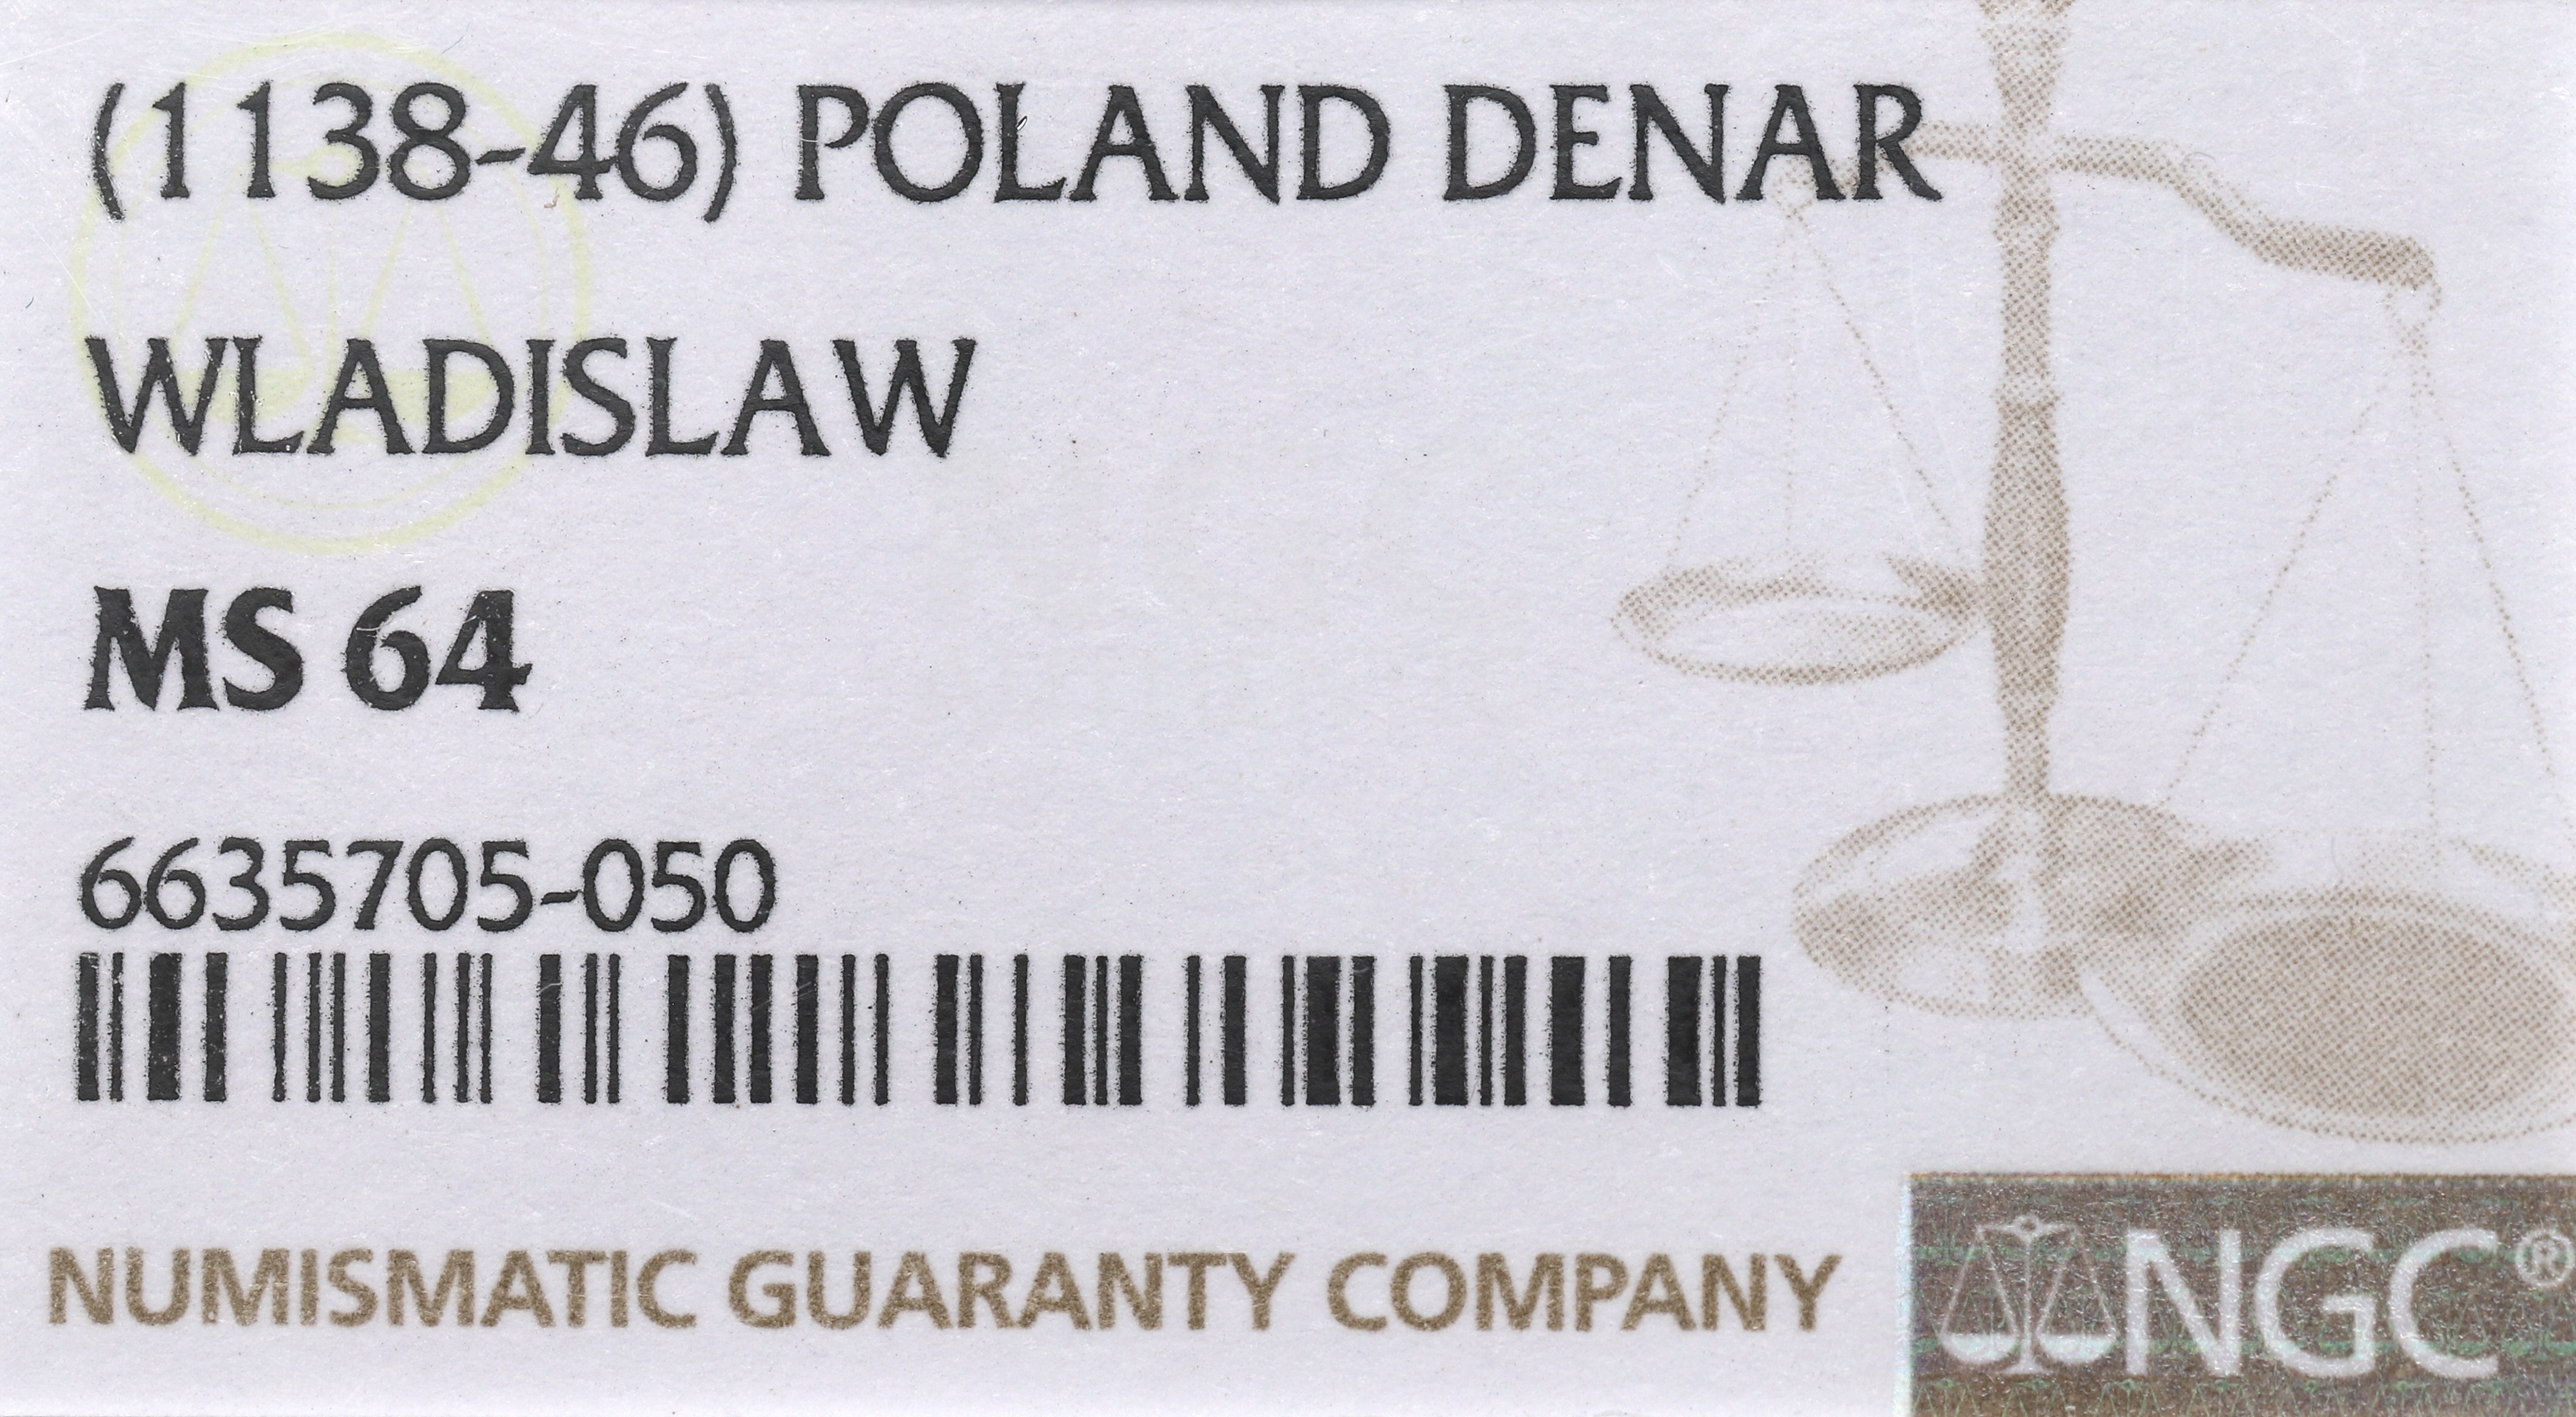 (1138-46) POLAND DENAR
WLADISLAW
MS 64
6635705-050
NUMISMATIC GUARANTY COMPANY
NGC®